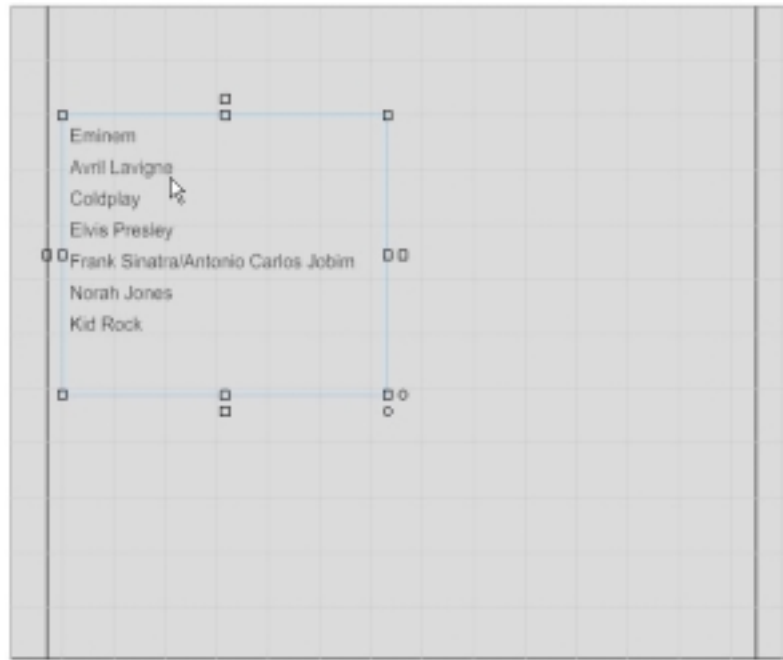 Eminem
Avril Lavigne
Coldplay
Elvis Presley
Frank Sinatra/Antonio Carlos Jobim
Norah Jones
Kid Rock